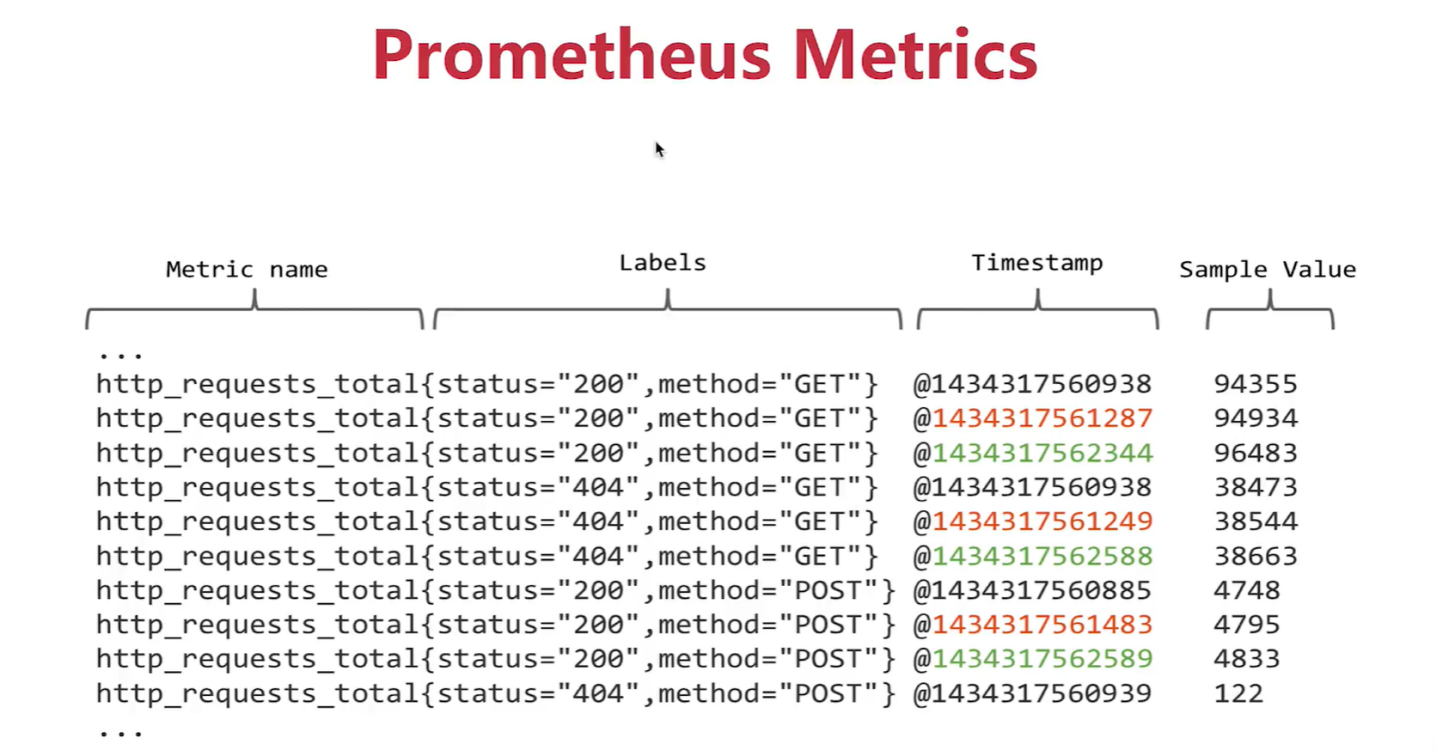 Prometheus Metrics
Metric name Labels Timestamp Sample Value
...
http_requests_total{status="200",method="GET"} @1434317560938 94355
http_requests_total{status="200",method="GET"} @1434317561287 94934
http_requests_total{status="200",method="GET"} @1434317562344 96483
http_requests_total{status="404",method="GET"} @1434317560938 38473
http_requests_total{status="404",method="GET"} @1434317561249 38544
http_requests_total{status="404",method="GET"} @1434317562588 38663
http_requests_total{status="200",method="POST"} @1434317560885 4748
http_requests_total{status="200",method="POST"} @1434317561483 4795
http_requests_total{status="200",method="POST"} @1434317562589 4833
http_requests_total{status="404",method="POST"} @1434317560939 122
...